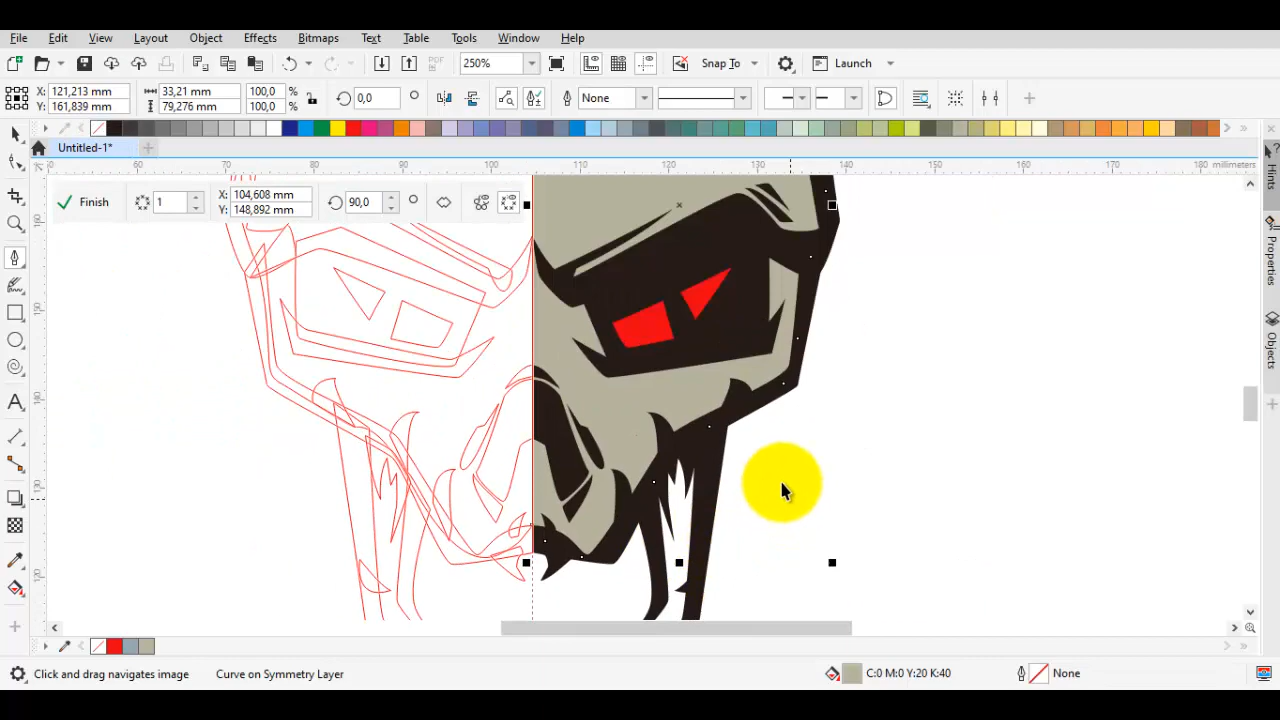 File Edit View Layout Object Effects Bitmaps Text Table Tools Window Help
250% PDF Snap To Launch
X: 121,213 mm 33,21 mm 100,0 % 0,0 None
Y: 161,839 mm 79,276 mm 100,0 %
Untitled-1*
60 70 80 90 100 110 120 130 140 150 160 170 180 millimeters
Finish 1 X: 104,608 mm 90,0
Y: 148,892 mm
Hints
Properties
Objects
Click and drag navigates image Curve on Symmetry Layer C:0 M:0 Y:20 K:40 None